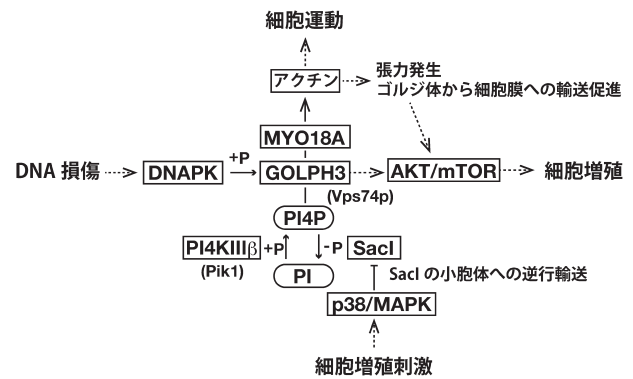 細胞運動
アクチン
張力発生
ゴルジ体から細胞膜への輸送促進
MYO18A
DNA 損傷
DNAPK
+P
GOLPH3
AKT/mTOR
細胞増殖
(Vps74p)
PI4P
PI4KIIIβ
+P
-P
SacI
(Pik1)
PI
SacI の小胞体への逆行輸送
p38/MAPK
細胞増殖刺激